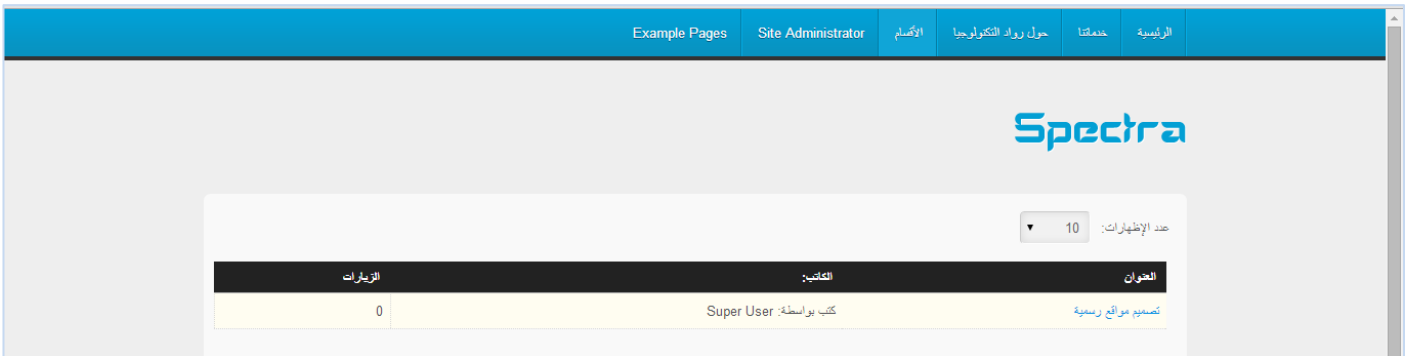 الرئيسية خدماتنا حول رواد التكنولوجيا الأقسام Site Administrator Example Pages
Spectra
عدد الإظهارات: 10
العنوان الكاتب: الزيارات
تصميم مواقع رسمية كتب بواسطة: Super User 0